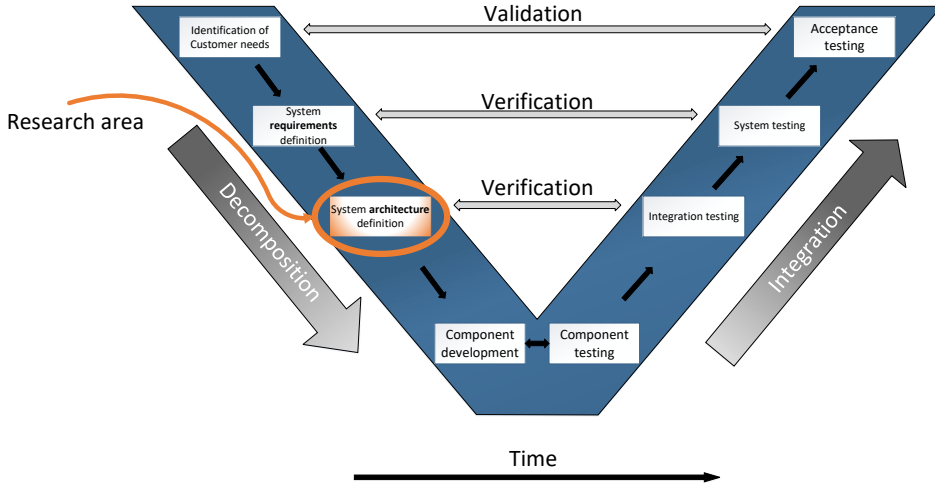 Validation
Identification of
Customer needs
Acceptance
testing
Verification
Research area
System
requirements
definition
System testing
Verification
Decomposition
System architecture
definition
Integration testing
Integration
Component
development
Component
testing
Time